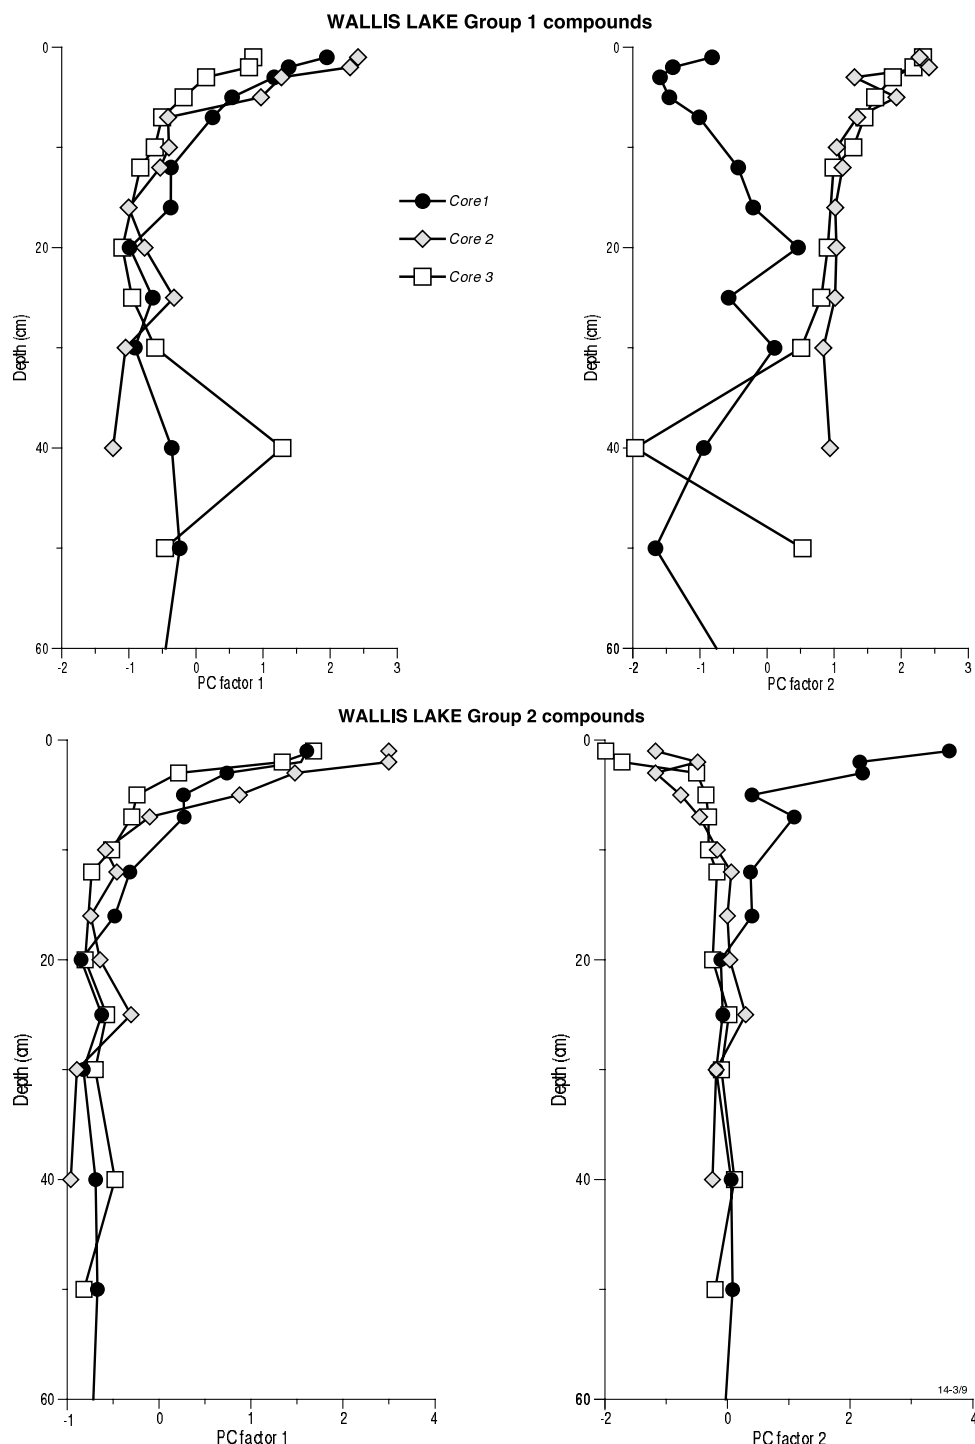 WALLIS LAKE Group 1 compounds
0
20
40
60
Depth (cm)
-2 -1 0 1 2 3
PC factor 1
Core1
Core 2
Core 3
0
20
40
60
Depth (cm)
-2 -1 0 1 2 3
PC factor 2
WALLIS LAKE Group 2 compounds
0
20
40
60
Depth (cm)
-1 0 1 2 4
PC factor 1
0
20
40
60
Depth (cm)
-2 0 2 4
PC factor 2
14-3/9